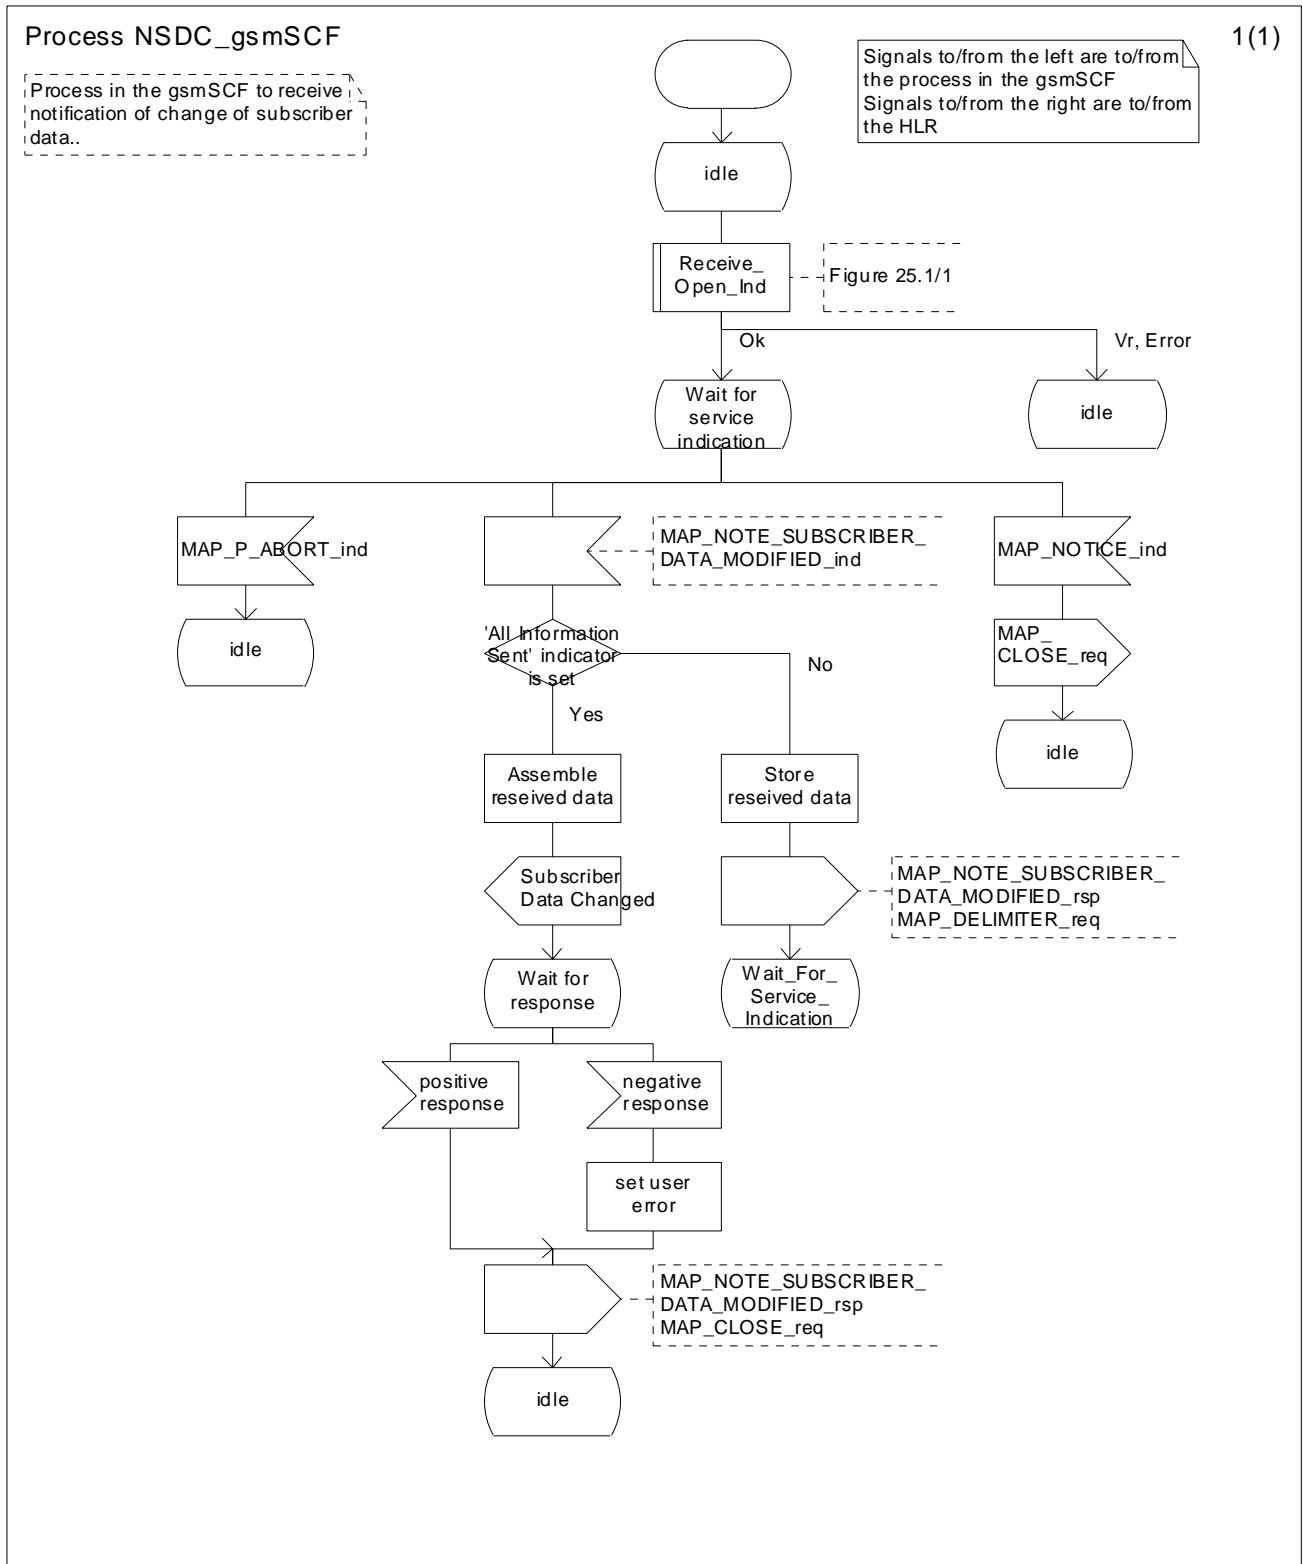 Process NSDC_gsmSCF
1(1)
Process in the gsmSCF to receive
notification of change of subscriber
data..
Signals to/from the left are to/from
the process in the gsmSCF
Signals to/from the right are to/from
the HLR
idle
Receive_
Open_Ind
Figure 25.1/1
Ok
Vr, Error
Wait for
service
indication
idle
MAP_P_ABORT_ind
MAP_NOTE_SUBSCRIBER_
DATA_MODIFIED_ind
MAP_NOTICE_ind
idle
'All Information
Sent' indicator
is set
No
MAP_
CLOSE_req
Yes
idle
Assemble
reseived data
Store
reseived data
Subscriber
Data Changed
MAP_NOTE_SUBSCRIBER_
DATA_MODIFIED_rsp
MAP_DELIMITER_req
Wait for
response
Wait_For_
Service_
Indication
positive
response
negative
response
set user
error
MAP_NOTE_SUBSCRIBER_
DATA_MODIFIED_rsp
MAP_CLOSE_req
idle